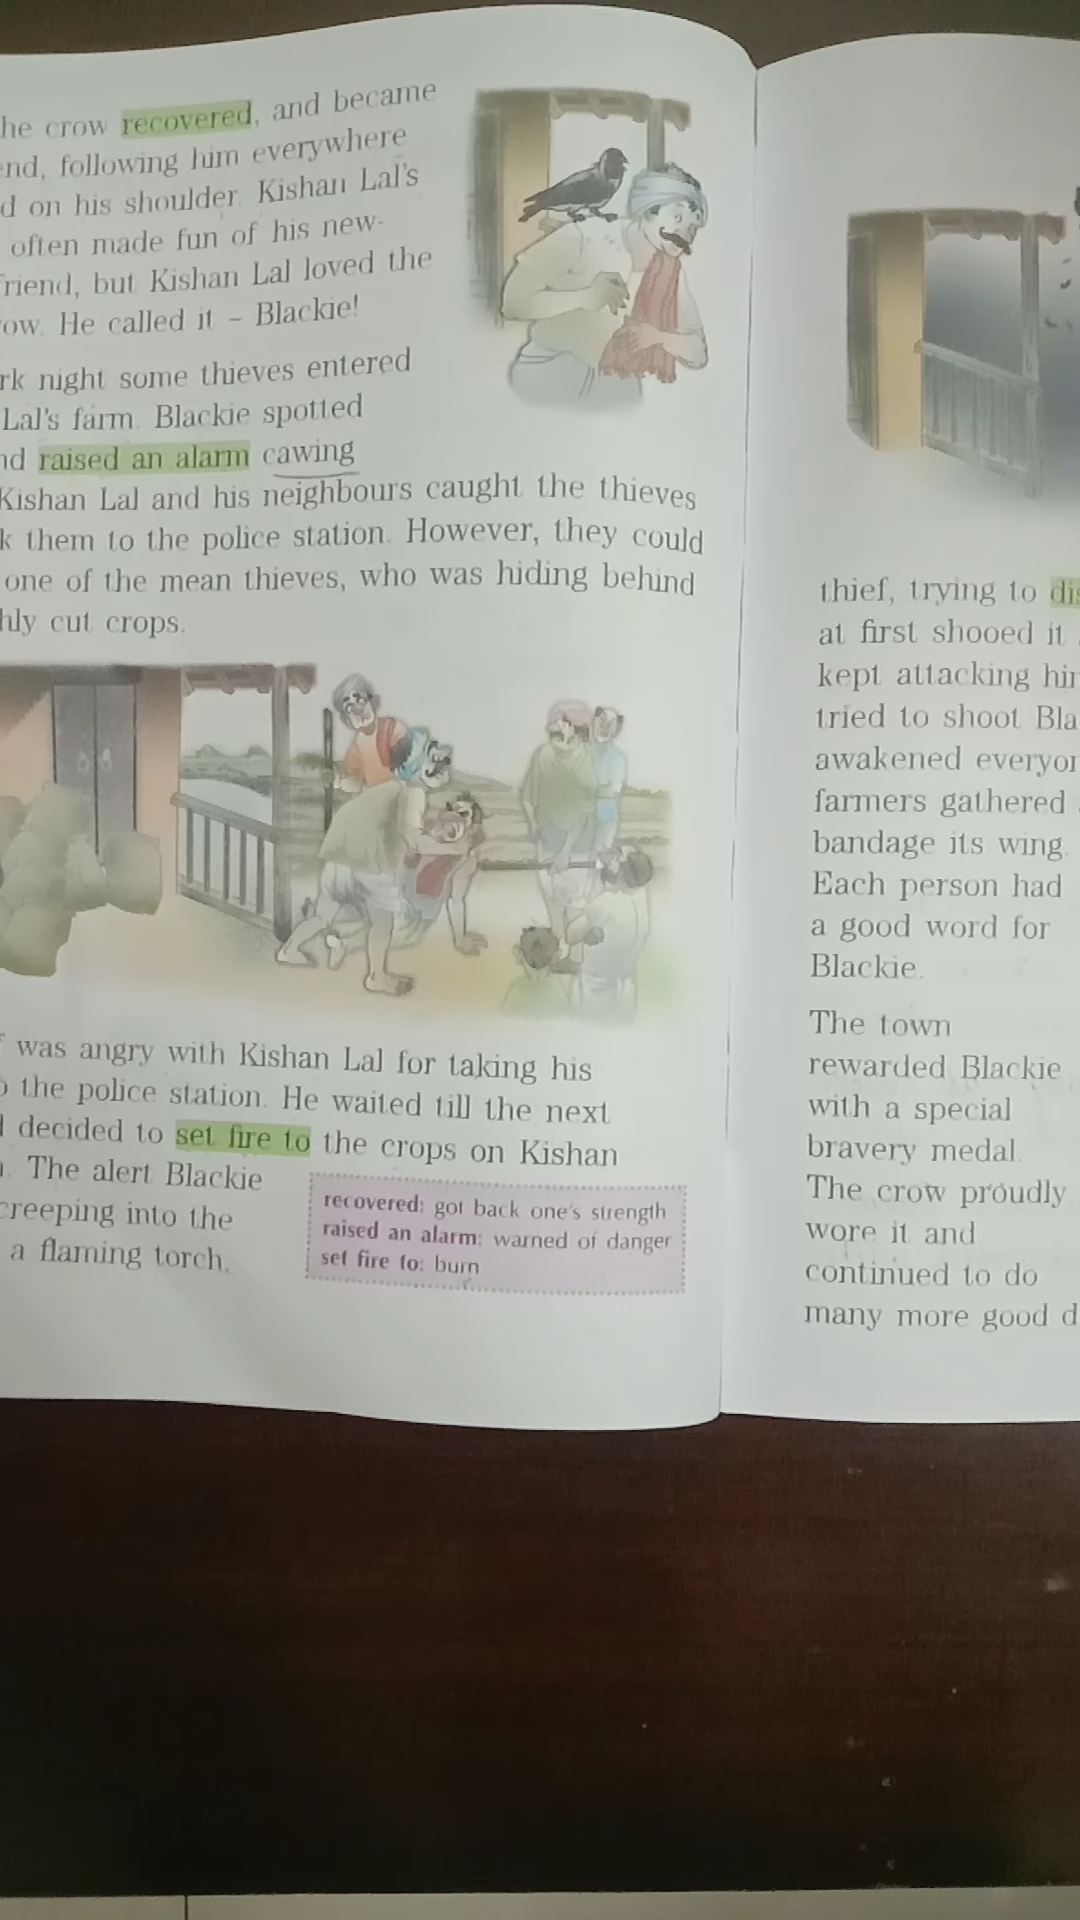 he crow recovered, and became
end, following him everywhere
d on his shoulder. Kishan Lal's
often made fun of his new-
friend, but Kishan Lal loved the
ow. He called it – Blackie!
rk night some thieves entered
Lal's farm. Blackie spotted
nd raised an alarm cawing
Kishan Lal and his neighbours caught the thieves
k them to the police station. However, they could
one of the mean thieves, who was hiding behind
hly cut crops.
was angry with Kishan Lal for taking his
o the police station. He waited till the next
d decided to set fire to the crops on Kishan
. The alert Blackie
creeping into the
a flaming torch.
recovered: got back one's strength
raised an alarm: warned of danger
set fire to: burn
thief, trying to dis
at first shooed it
kept attacking hi
tried to shoot Bla
awakened everyo
farmers gathered
bandage its wing.
Each person had
a good word for
Blackie.
The town
rewarded Blackie
with a special
bravery medal.
The crow proudly
wore it and
continued to do
many more good d